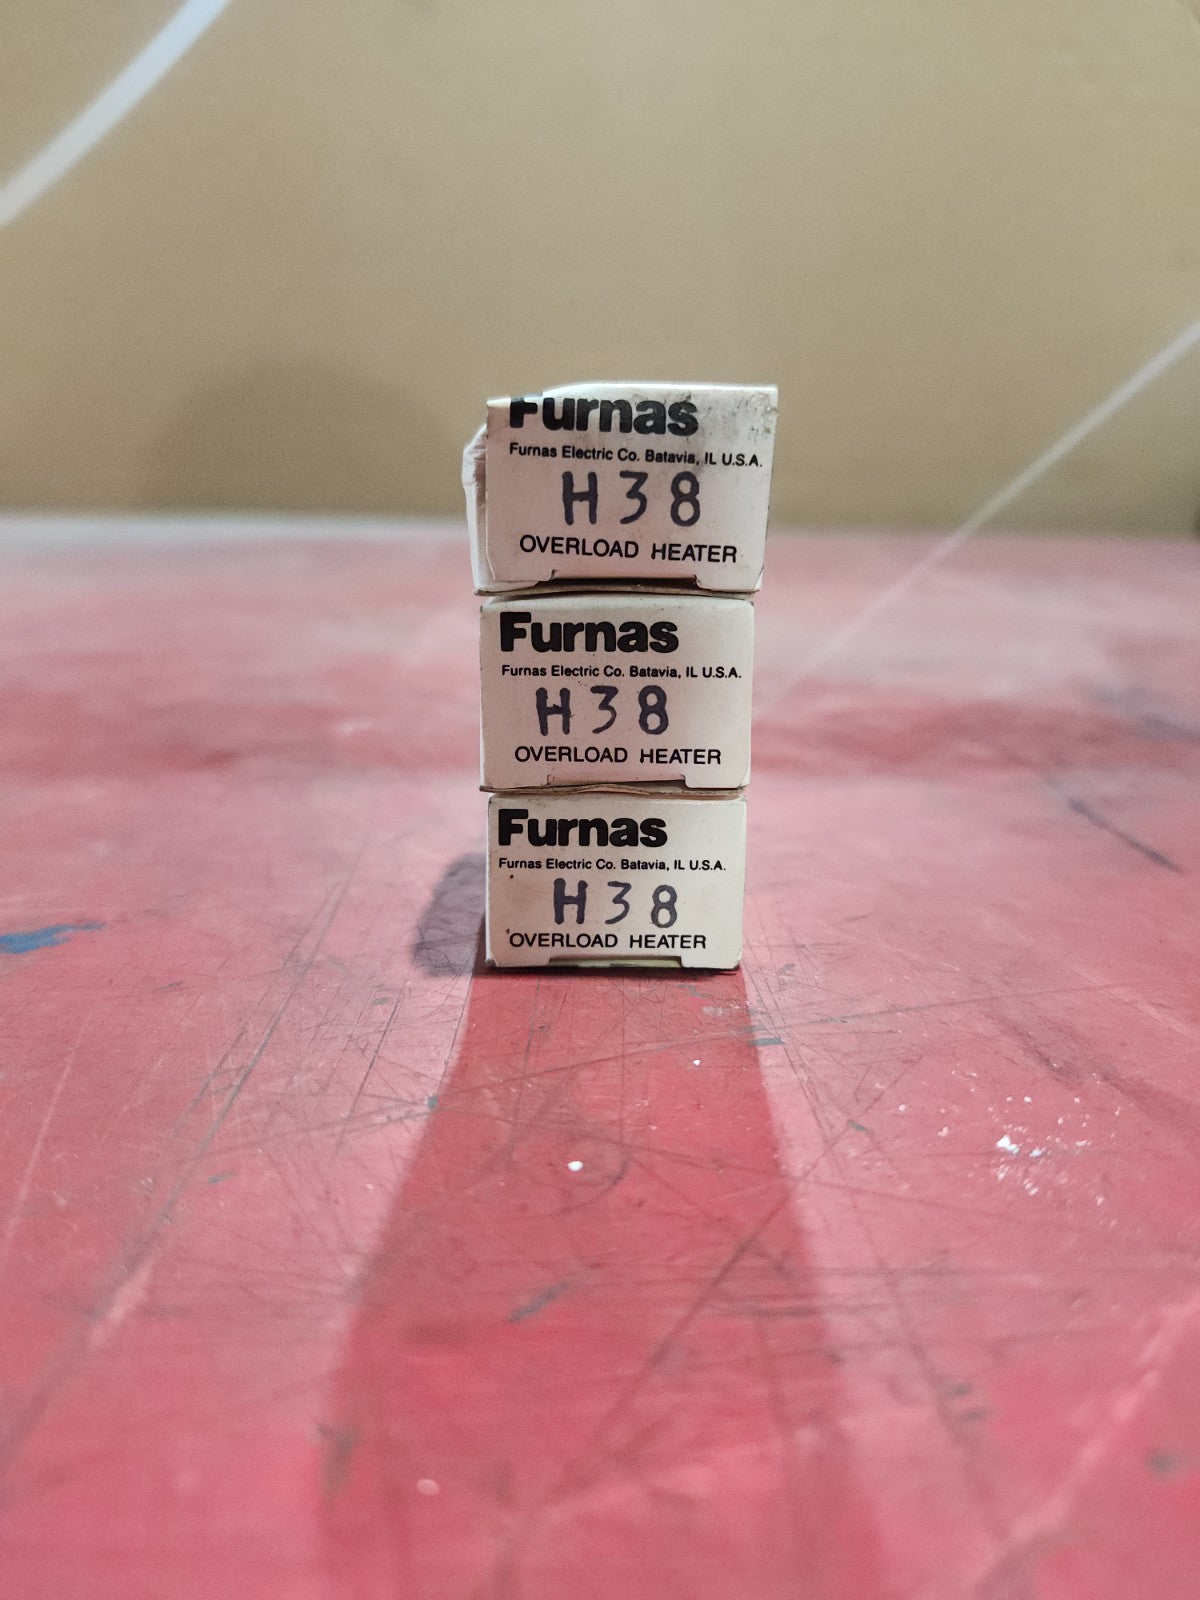 Furnas
Furnas Electric Co. Batavia, IL U.S.A.
H38
OVERLOAD HEATER
Furnas
Furnas Electric Co. Batavia, IL U.S.A.
H38
OVERLOAD HEATER
Furnas
Furnas Electric Co. Batavia, IL U.S.A.
H38
OVERLOAD HEATER